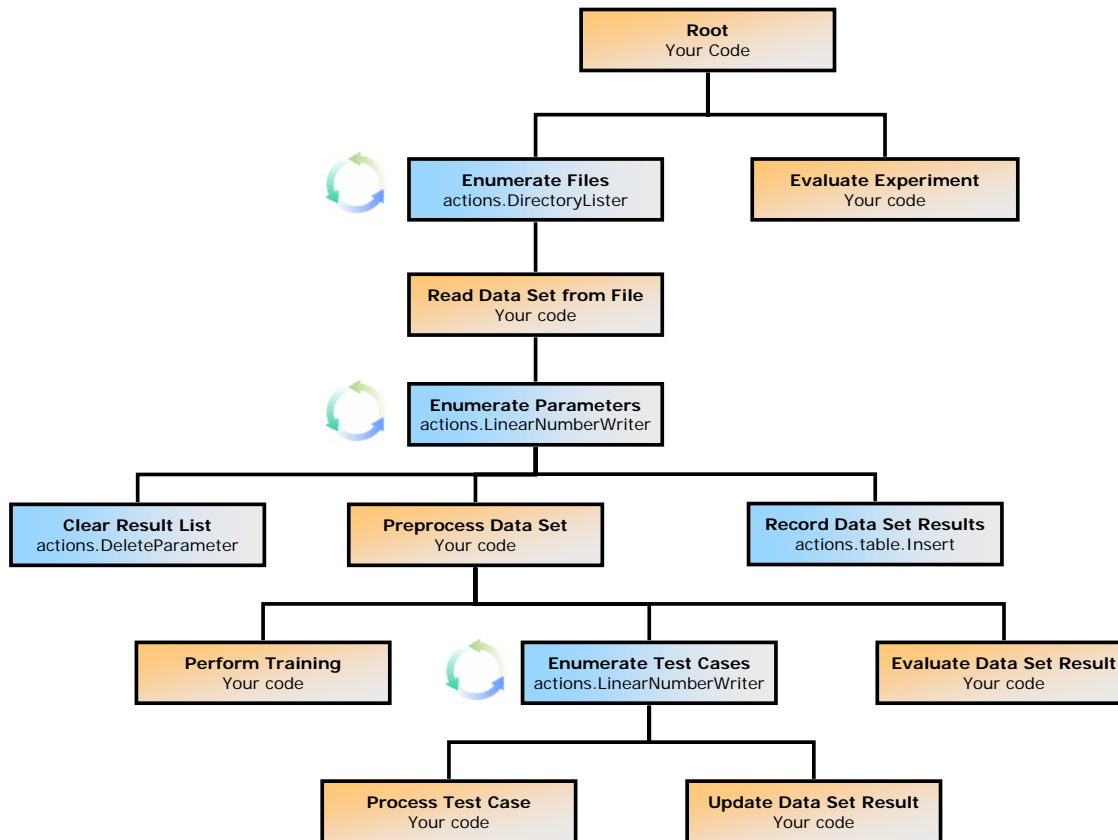 Root
Your Code
Enumerate Files
actions.DirectoryLister
Evaluate Experiment
Your code
Read Data Set from File
Your code
Enumerate Parameters
actions.LinearNumberWriter
Clear Result List
actions.DeleteParameter
Preprocess Data Set
Your code
Record Data Set Results
actions.table.Insert
Perform Training
Your code
Enumerate Test Cases
actions.LinearNumberWriter
Evaluate Data Set Result
Your code
Process Test Case
Your code
Update Data Set Result
Your code